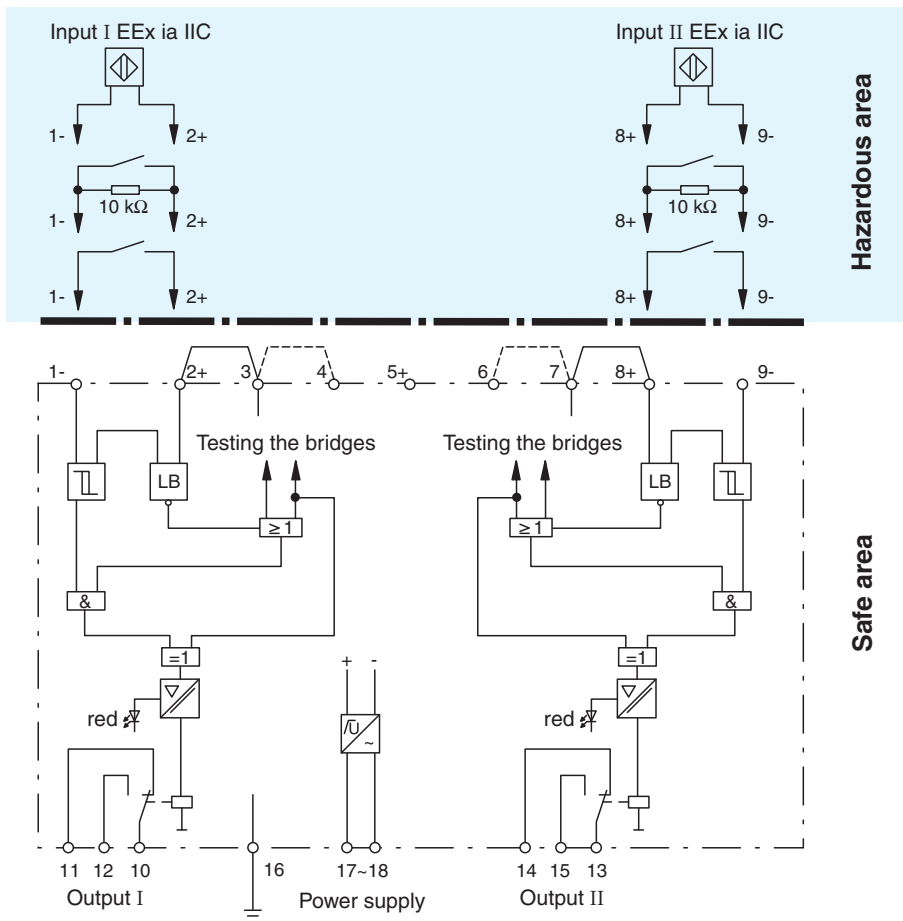 Input I EEx ia IIC
Input II EEx ia IIC
Hazardous area
1-
2+
8+
9-
10 kΩ
10 kΩ
1-
2+
8+
9-
1-
2+
8+
9-
1-
2+
3
4
5+
6
7
8+
9-
Testing the bridges
Testing the bridges
LB
LB
≥ 1
≥ 1
&
&
Safe area
=1
=1
+ -
red
red
U
~
11
12
10
16
17~18
14
15
13
Output I
Power supply
Output II